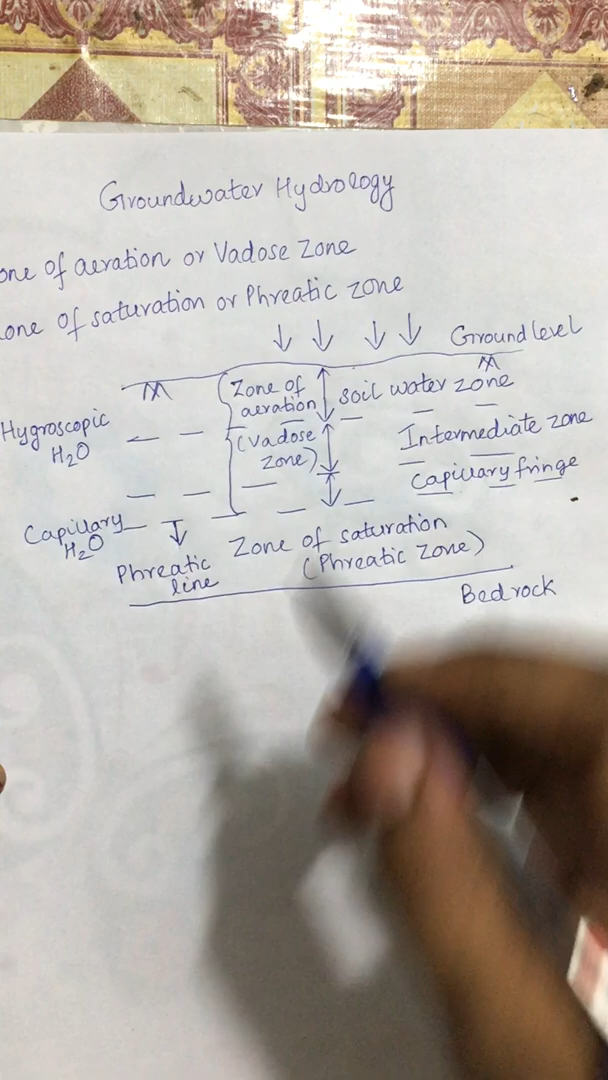 Groundwater Hydrology
one of aeration or Vadose Zone
one of saturation or Phreatic zone
Ground level
Zone of
aeration
(Vadose
zone)
soil water zone
Hygroscopic
H₂O
Intermediate zone
Capillary fringe
Capillary
H₂O
Phreatic
line
Zone of saturation
(Phreatic Zone)
Bedrock